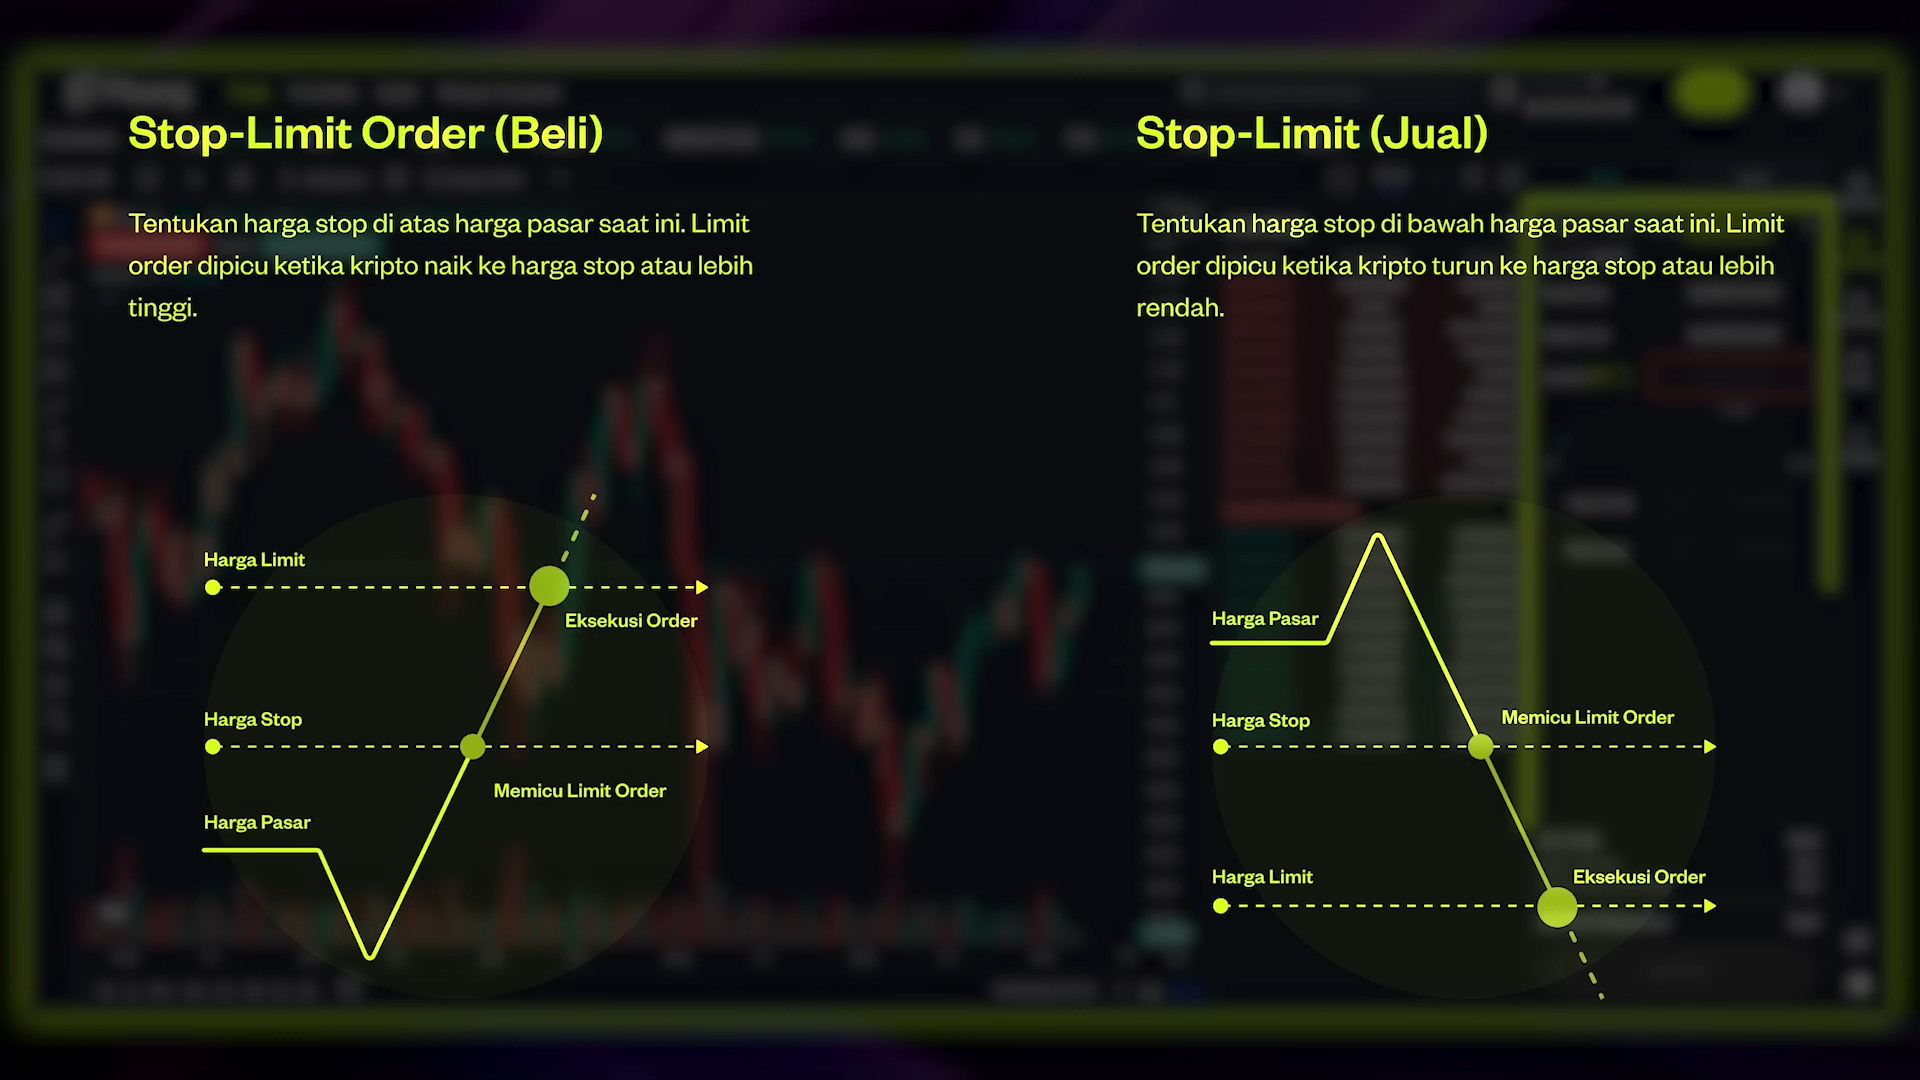 Stop-Limit Order (Beli)
Tentukan harga stop di atas harga pasar saat ini. Limit
order dipicu ketika kripto naik ke harga stop atau lebih
tinggi.
Harga Limit
Eksekusi Order
Harga Stop
Memicu Limit Order
Harga Pasar
Stop-Limit (Jual)
Tentukan harga stop di bawah harga pasar saat ini. Limit
order dipicu ketika kripto turun ke harga stop atau lebih
rendah.
Harga Pasar
Harga Stop
Memicu Limit Order
Harga Limit
Eksekusi Order